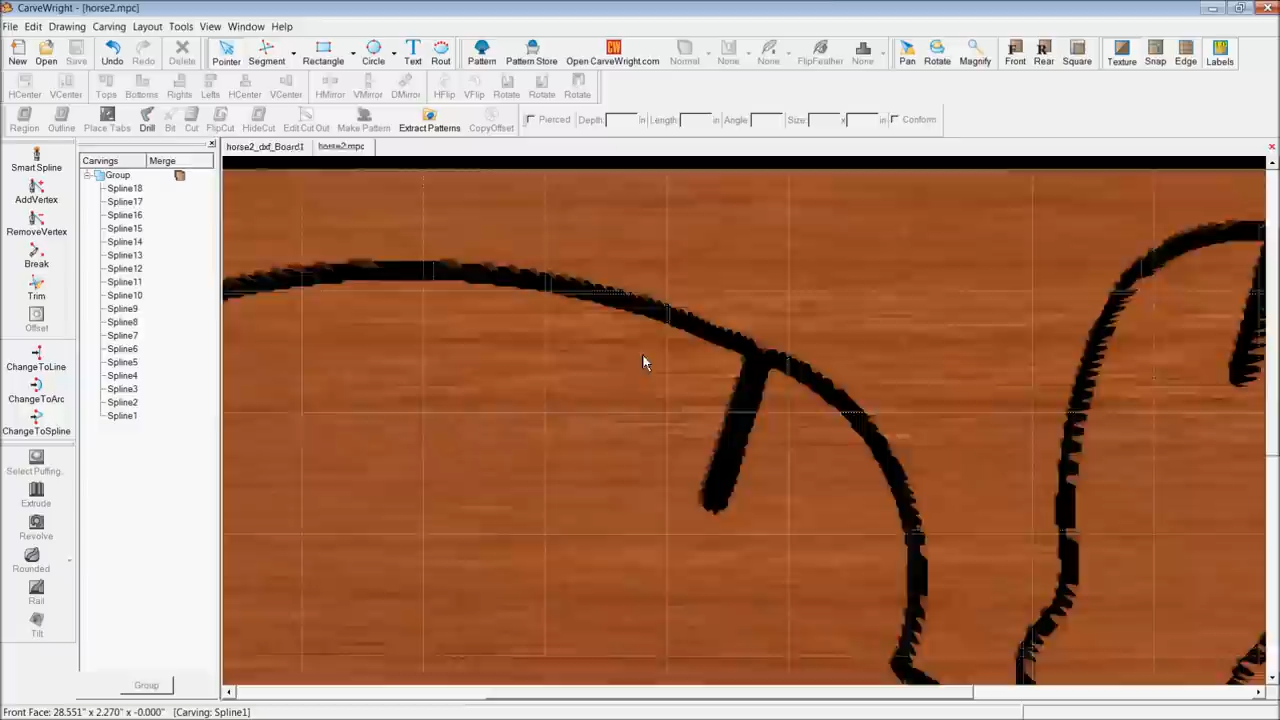 CarveWright - [horse2.mpc]
File Edit Drawing Carving Layout Tools View Window Help
New Open Save Undo Redo Delete Pointer Segment Rectangle Circle Text Rout Pattern Pattern Store Open CarveWright.com Normal None None FlipFeather None Pan Rotate Magnify Front Rear Square Texture Snap Edge Labels
HCenter VCenter Tops Bottoms Rights Lefts HCenter VCenter HMirror VMirror DMirror HFlip VFlip Rotate Rotate Rotate
Region Outline Place Tabs Drill Bit Cut FlipCut HideCut Edit Cut Out Make Pattern Extract Patterns CopyOffset Pierced Depth: in Length: in Angle: Size: x in Conform
horse2_dxf_Board1 horse2.mpc
Smart Spline
AddVertex
RemoveVertex
Break
Trim
Offset
ChangeToLine
ChangeToArc
ChangeToSpline
Select Puffing..
Extrude
Revolve
Rounded
Rail
Tilt
Carvings Merge
Group
Spline18
Spline17
Spline16
Spline15
Spline14
Spline13
Spline12
Spline11
Spline10
Spline9
Spline8
Spline7
Spline6
Spline5
Spline4
Spline3
Spline2
Spline1
Group
Front Face: 28.551" x 2.270" x -0.000" [Carving: Spline1]